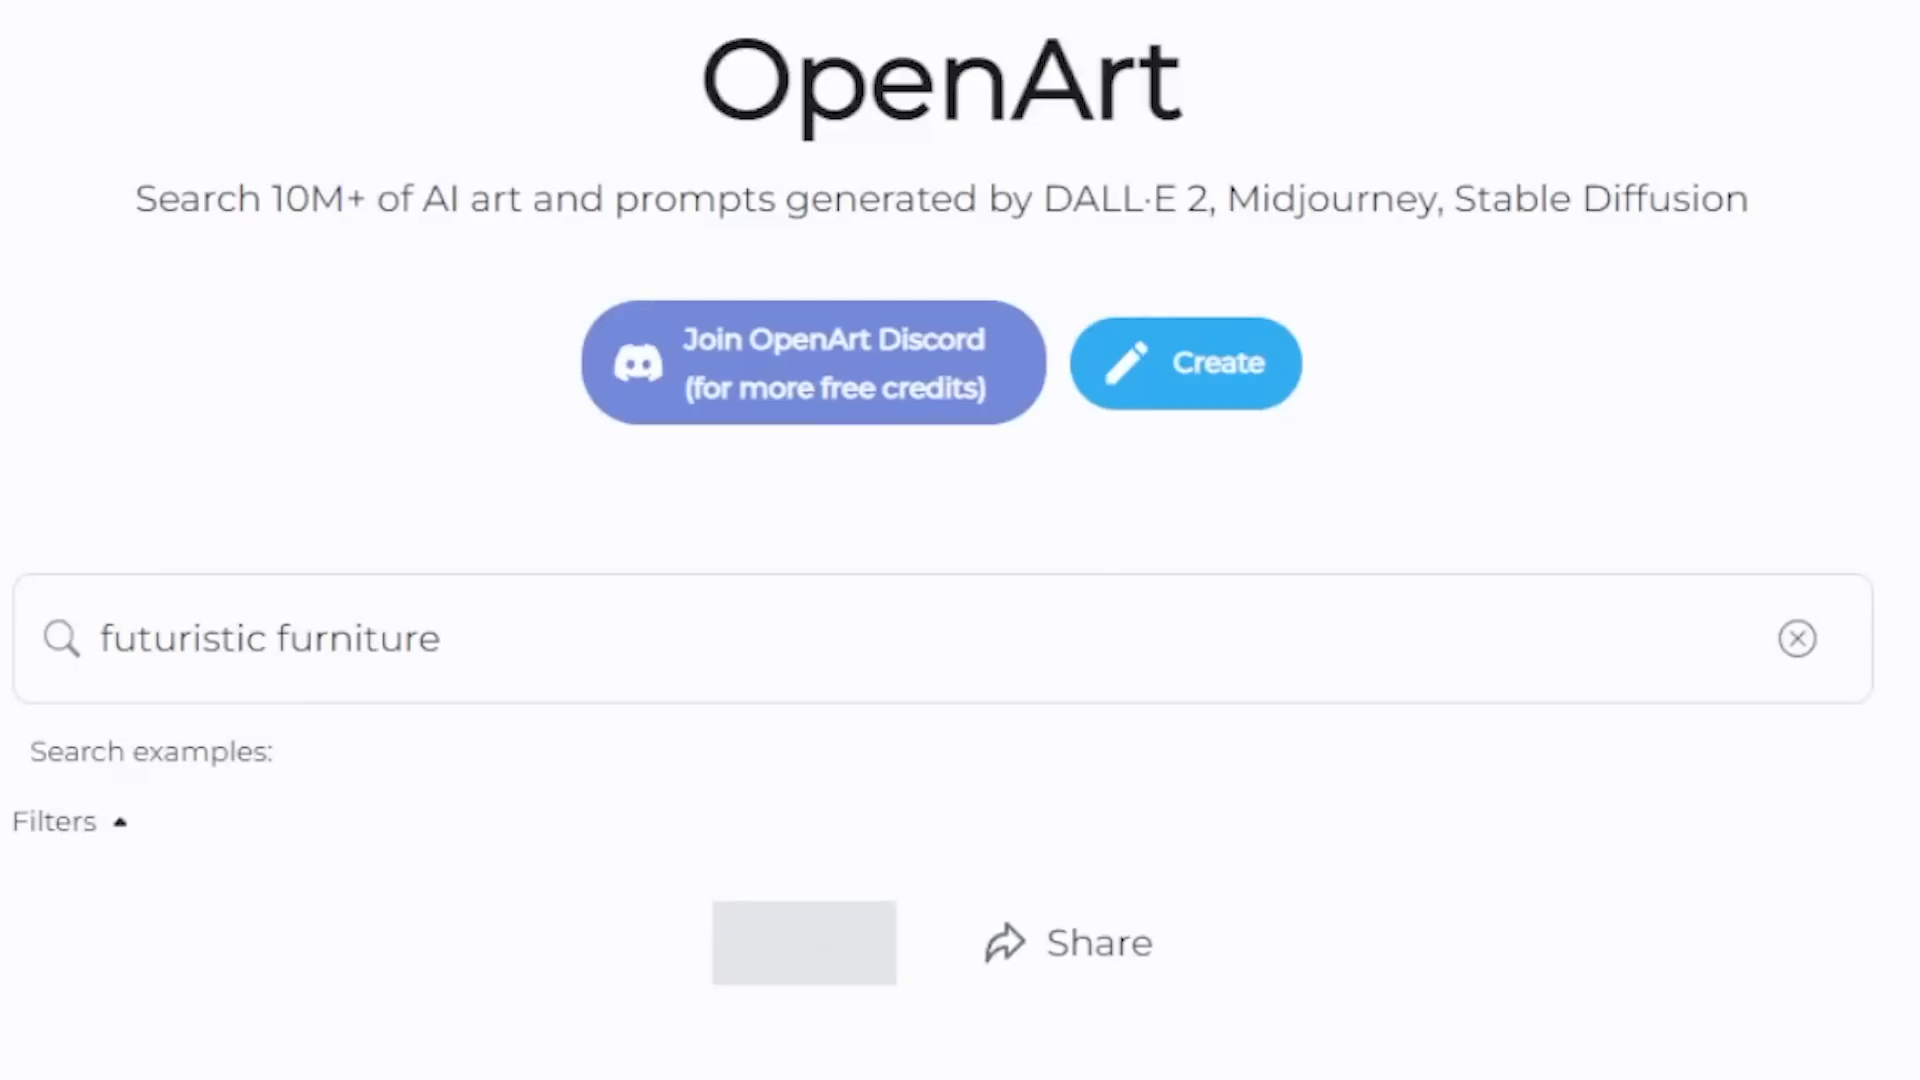 OpenArt
Search 10M+ of AI art and prompts generated by DALL·E 2, Midjourney, Stable Diffusion
Join OpenArt Discord
(for more free credits)
Create
futuristic furniture
Search examples:
Filters
Share